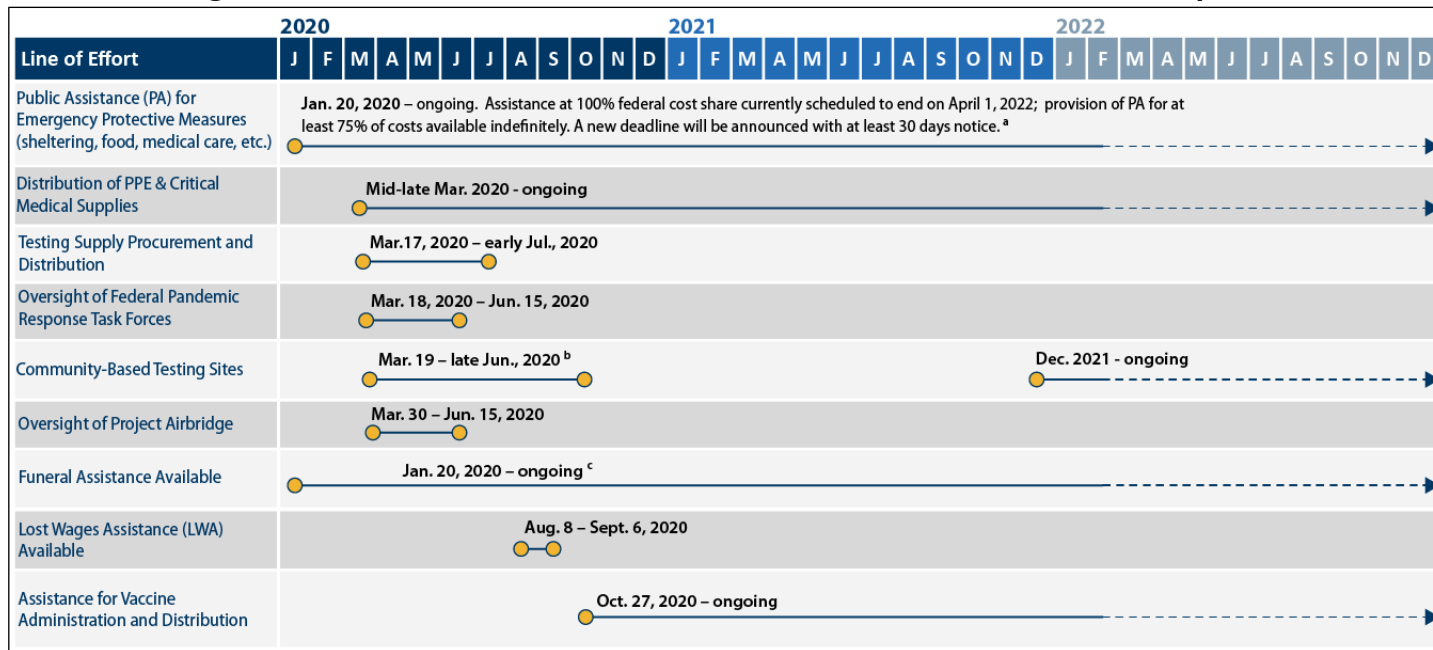 2020 2021 2022
Line of Effort J F M A M J J A S O N D J F M A M J J A S O N D J F M A M J J A S O N D
Public Assistance (PA) for
Emergency Protective Measures
(sheltering, food, medical care, etc.)
Jan. 20, 2020 – ongoing. Assistance at 100% federal cost share currently scheduled to end on April 1, 2022; provision of PA for at
least 75% of costs available indefinitely. A new deadline will be announced with at least 30 days notice. a
Distribution of PPE & Critical
Medical Supplies
Mid-late Mar. 2020 - ongoing
Testing Supply Procurement and
Distribution
Mar.17, 2020 – early Jul., 2020
Oversight of Federal Pandemic
Response Task Forces
Mar. 18, 2020 – Jun. 15, 2020
Community-Based Testing Sites
Mar. 19 – late Jun., 2020 b
Dec. 2021 - ongoing
Oversight of Project Airbridge
Mar. 30 – Jun. 15, 2020
Funeral Assistance Available
Jan. 20, 2020 – ongoing c
Lost Wages Assistance (LWA)
Available
Aug. 8 – Sept. 6, 2020
Assistance for Vaccine
Administration and Distribution
Oct. 27, 2020 – ongoing